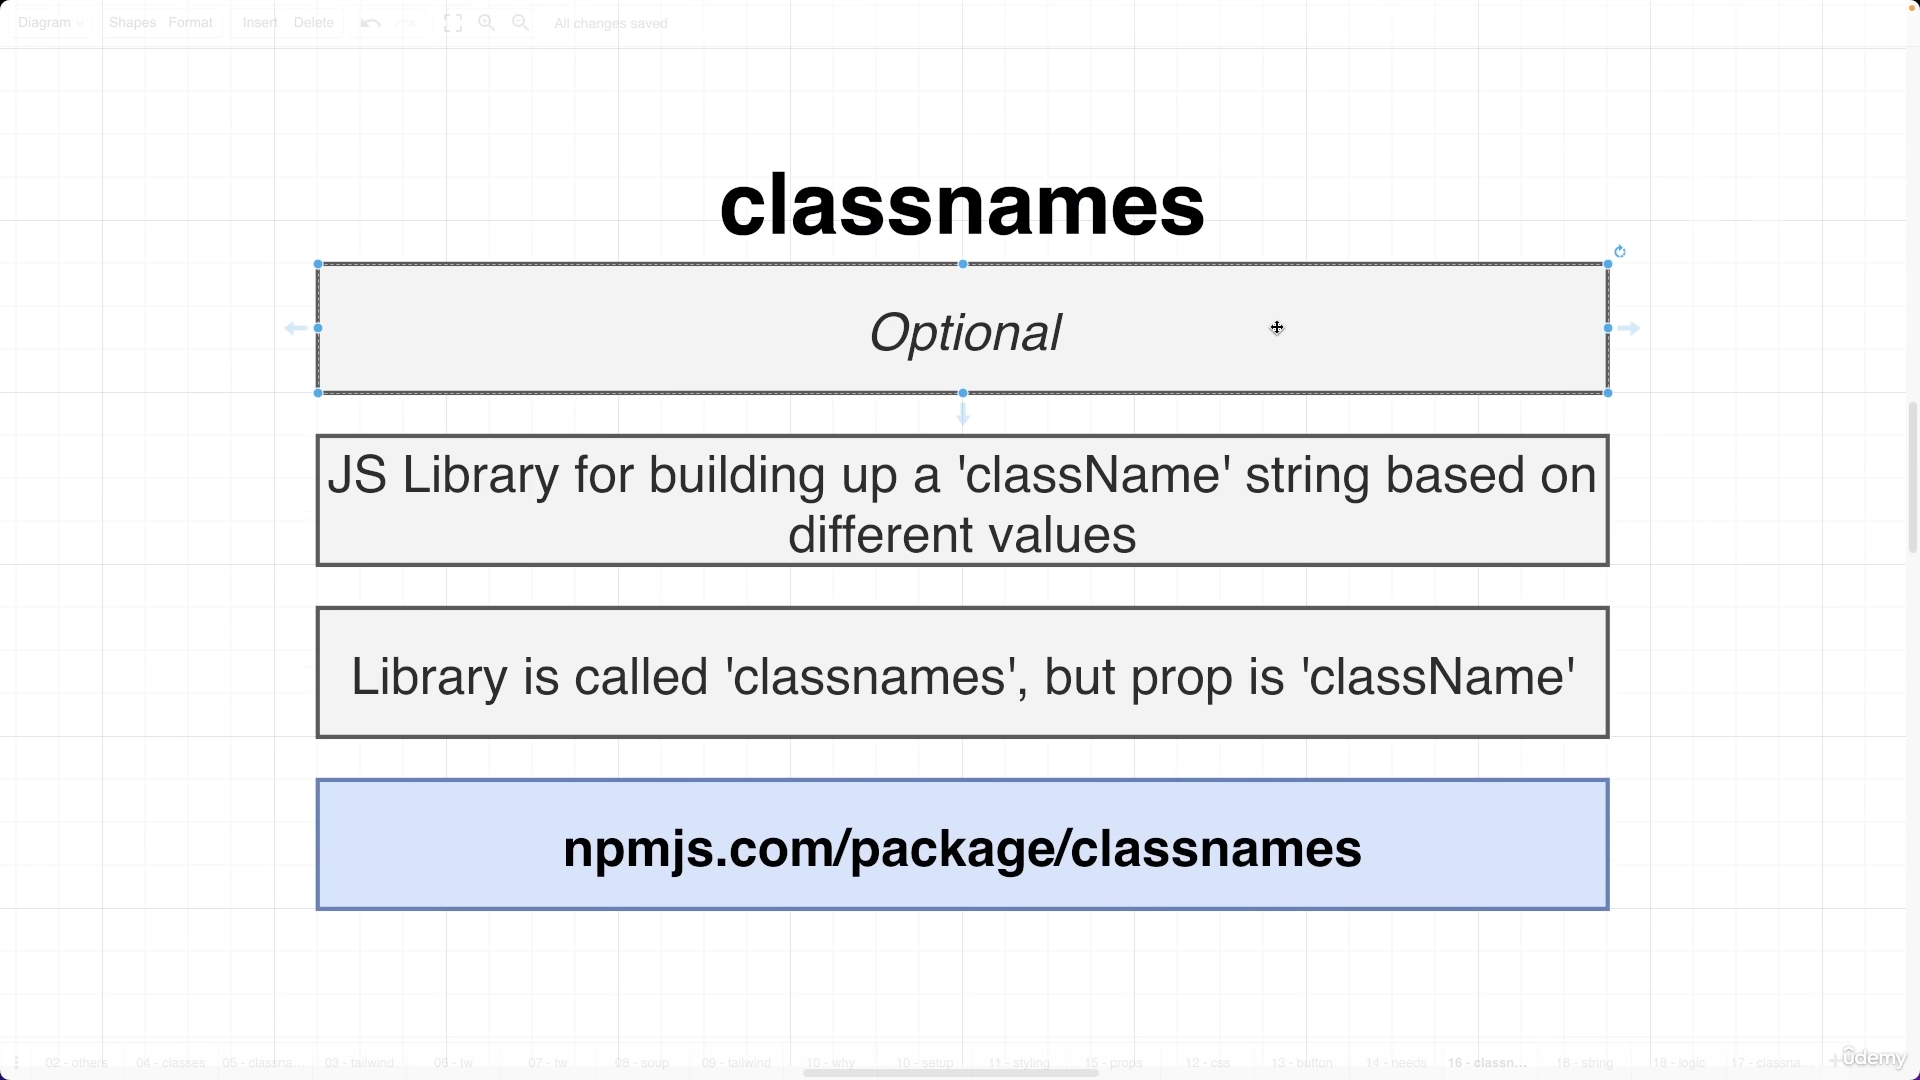 Diagram Shapes Format Insert Delete All changes saved
classnames
Optional
JS Library for building up a 'className' string based on
different values
Library is called 'classnames', but prop is 'className'
npmjs.com/package/classnames
02 - others 04 - classes 05 - classna... 03 - tailwind 06 - tw 07 - tw 08 - soup 09 - tailwind 10 - why 10 - setup 11 - styling 15 - props 12 - css 13 - button 14 - needs 16 - classn... 16 - string 18 - logic 17 - classna...
ûdemy